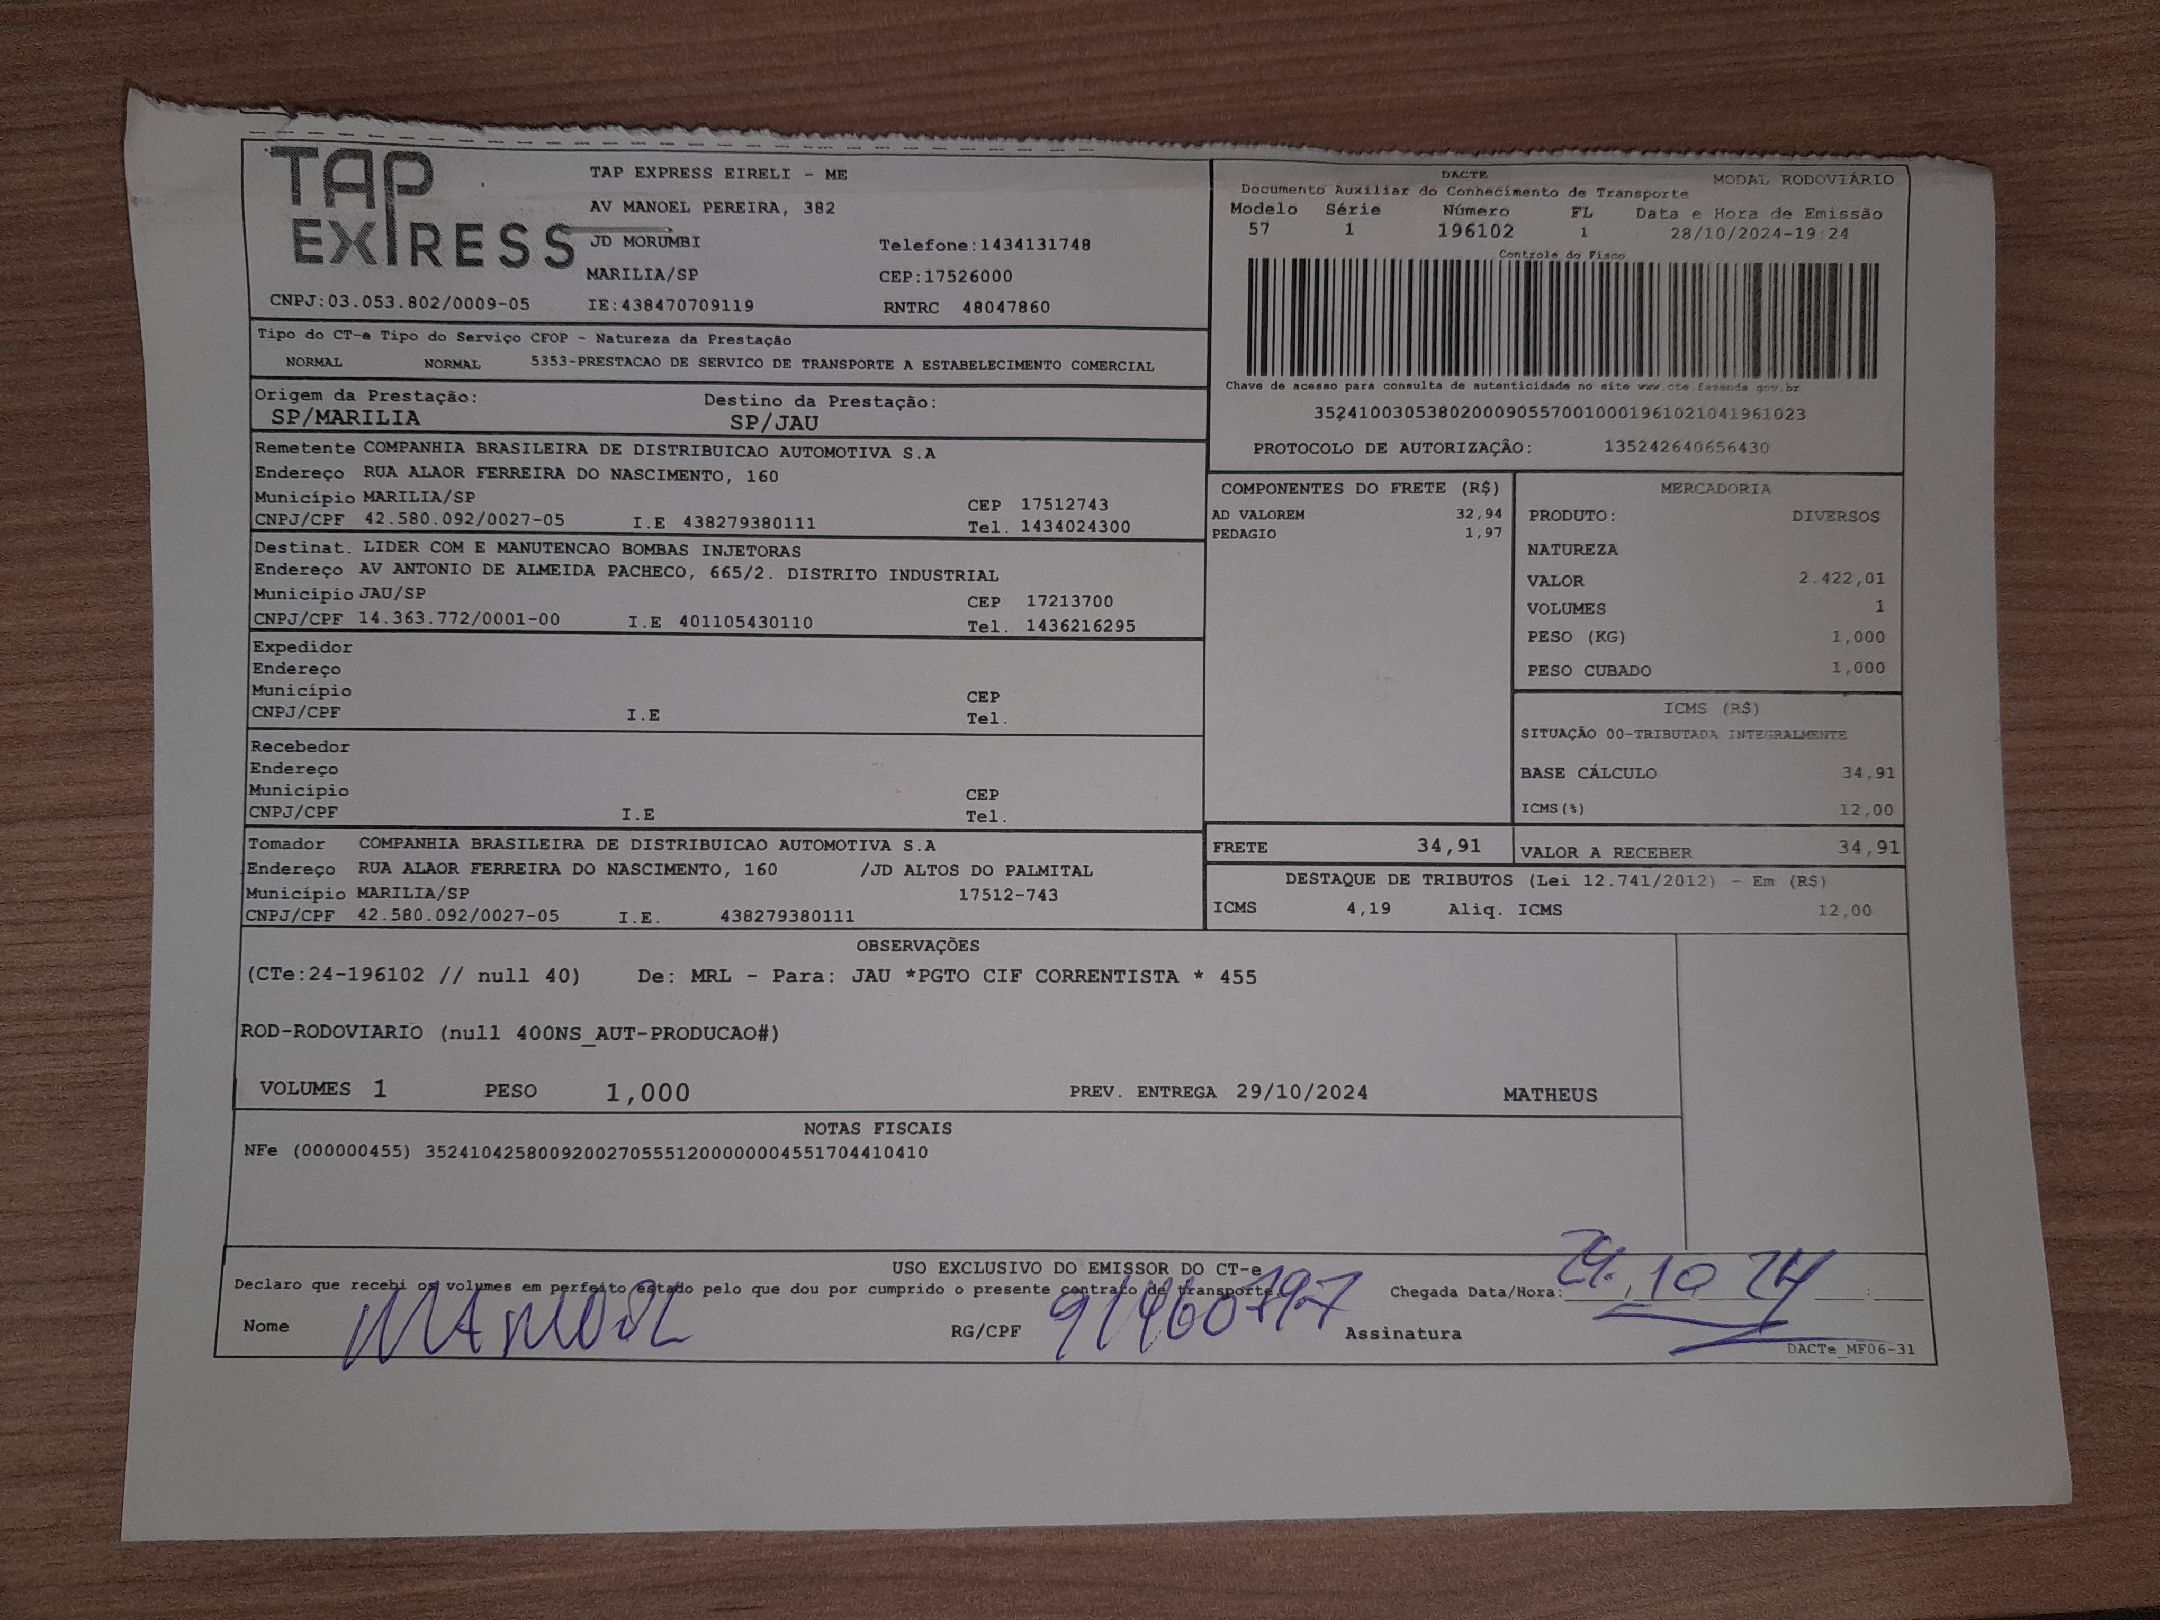 TAP
EXPRESS
TAP EXPRESS EIRELI - ME
AV MANOEL PEREIRA, 382
JD MORUMBI Telefone:1434131748
MARILIA/SP CEP:17526000
CNPJ:03.053.802/0009-05 IE:438470709119 RNTRC 48047860
DACTE MODAL RODOVIÁRIO
Documento Auxiliar do Conhecimento de Transporte
Modelo Série Número FL Data e Hora de Emissão
57 1 196102 1 28/10/2024-19:24
Controle do Fisco
Chave de acesso para consulta de autenticidade no site www.cte.fazenda.gov.br
35241003053802000905570010001961021041961023
PROTOCOLO DE AUTORIZAÇÃO: 135242640656430
Tipo do CT-e Tipo do Serviço CFOP - Natureza da Prestação
NORMAL NORMAL 5353-PRESTACAO DE SERVICO DE TRANSPORTE A ESTABELECIMENTO COMERCIAL
Origem da Prestação: Destino da Prestação:
SP/MARILIA SP/JAU
Remetente COMPANHIA BRASILEIRA DE DISTRIBUICAO AUTOMOTIVA S.A
Endereço RUA ALAOR FERREIRA DO NASCIMENTO, 160
Município MARILIA/SP CEP 17512743
CNPJ/CPF 42.580.092/0027-05 I.E 438279380111 Tel. 1434024300
Destinat. LIDER COM E MANUTENCAO BOMBAS INJETORAS
Endereço AV ANTONIO DE ALMEIDA PACHECO, 665/2. DISTRITO INDUSTRIAL
Município JAU/SP CEP 17213700
CNPJ/CPF 14.363.772/0001-00 I.E 401105430110 Tel. 1436216295
Expedidor
Endereço
Município CEP
CNPJ/CPF I.E Tel.
Recebedor
Endereço
Município CEP
CNPJ/CPF I.E Tel.
Tomador COMPANHIA BRASILEIRA DE DISTRIBUICAO AUTOMOTIVA S.A
Endereço RUA ALAOR FERREIRA DO NASCIMENTO, 160 /JD ALTOS DO PALMITAL
Município MARILIA/SP 17512-743
CNPJ/CPF 42.580.092/0027-05 I.E. 438279380111
COMPONENTES DO FRETE (R$)
AD VALOREM 32,94
PEDAGIO 1,97
MERCADORIA
PRODUTO: DIVERSOS
NATUREZA
VALOR 2.422,01
VOLUMES 1
PESO (KG) 1,000
PESO CUBADO 1,000
ICMS (R$)
SITUAÇÃO 00-TRIBUTADA INTEGRALMENTE
BASE CÁLCULO 34,91
ICMS(%) 12,00
FRETE 34,91 VALOR A RECEBER 34,91
DESTAQUE DE TRIBUTOS (Lei 12.741/2012) - Em (R$)
ICMS 4,19 Aliq. ICMS 12,00
OBSERVAÇÕES
(CTe:24-196102 // null 40) De: MRL - Para: JAU *PGTO CIF CORRENTISTA * 455
ROD-RODOVIARIO (null 400NS_AUT-PRODUCAO#)
VOLUMES 1 PESO 1,000 PREV. ENTREGA 29/10/2024 MATHEUS
NOTAS FISCAIS
NFe (000000455) 35241042580092002705551200000004551704410410
USO EXCLUSIVO DO EMISSOR DO CT-e
Declaro que recebi os volumes em perfeito estado pelo que dou por cumprido o presente contrato de transporte Chegada Data/Hora:
Nome RG/CPF Assinatura
DACTe_MF06-31